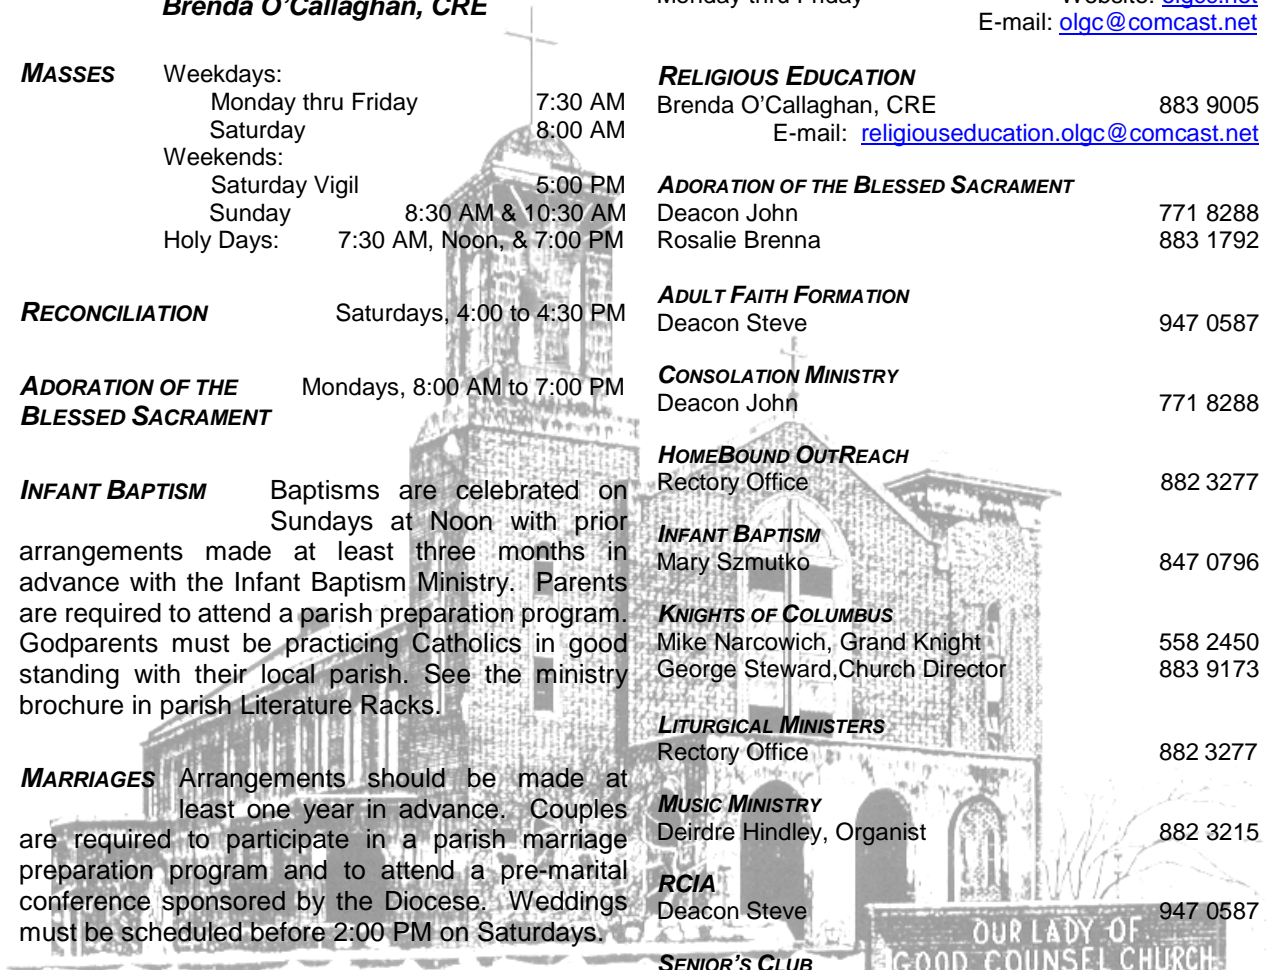 Brenda O'Callaghan, CRE
MASSES Weekdays:
Monday thru Friday 7:30 AM
Saturday 8:00 AM
Weekends:
Saturday Vigil 5:00 PM
Sunday 8:30 AM & 10:30 AM
Holy Days: 7:30 AM, Noon, & 7:00 PM
RECONCILIATION Saturdays, 4:00 to 4:30 PM
ADORATION OF THE Mondays, 8:00 AM to 7:00 PM
BLESSED SACRAMENT
INFANT BAPTISM Baptisms are celebrated on
Sundays at Noon with prior
arrangements made at least three months in
advance with the Infant Baptism Ministry. Parents
are required to attend a parish preparation program.
Godparents must be practicing Catholics in good
standing with their local parish. See the ministry
brochure in parish Literature Racks.
MARRIAGES Arrangements should be made at
least one year in advance. Couples
are required to participate in a parish marriage
preparation program and to attend a pre-marital
conference sponsored by the Diocese. Weddings
must be scheduled before 2:00 PM on Saturdays.
Monday thru Friday Website: olgcc.net
E-mail: olgc@comcast.net
RELIGIOUS EDUCATION
Brenda O'Callaghan, CRE 883 9005
E-mail: religiouseducation.olgc@comcast.net
ADORATION OF THE BLESSED SACRAMENT
Deacon John 771 8288
Rosalie Brenna 883 1792
ADULT FAITH FORMATION
Deacon Steve 947 0587
CONSOLATION MINISTRY
Deacon John 771 8288
HOMEBOUND OUTREACH
Rectory Office 882 3277
INFANT BAPTISM
Mary Szmutko 847 0796
KNIGHTS OF COLUMBUS
Mike Narcowich, Grand Knight 558 2450
George Steward,Church Director 883 9173
LITURGICAL MINISTERS
Rectory Office 882 3277
MUSIC MINISTRY
Deirdre Hindley, Organist 882 3215
RCIA
Deacon Steve 947 0587
SENIOR'S CLUB
OUR LADY OF
GOOD COUNSEL CHURCH